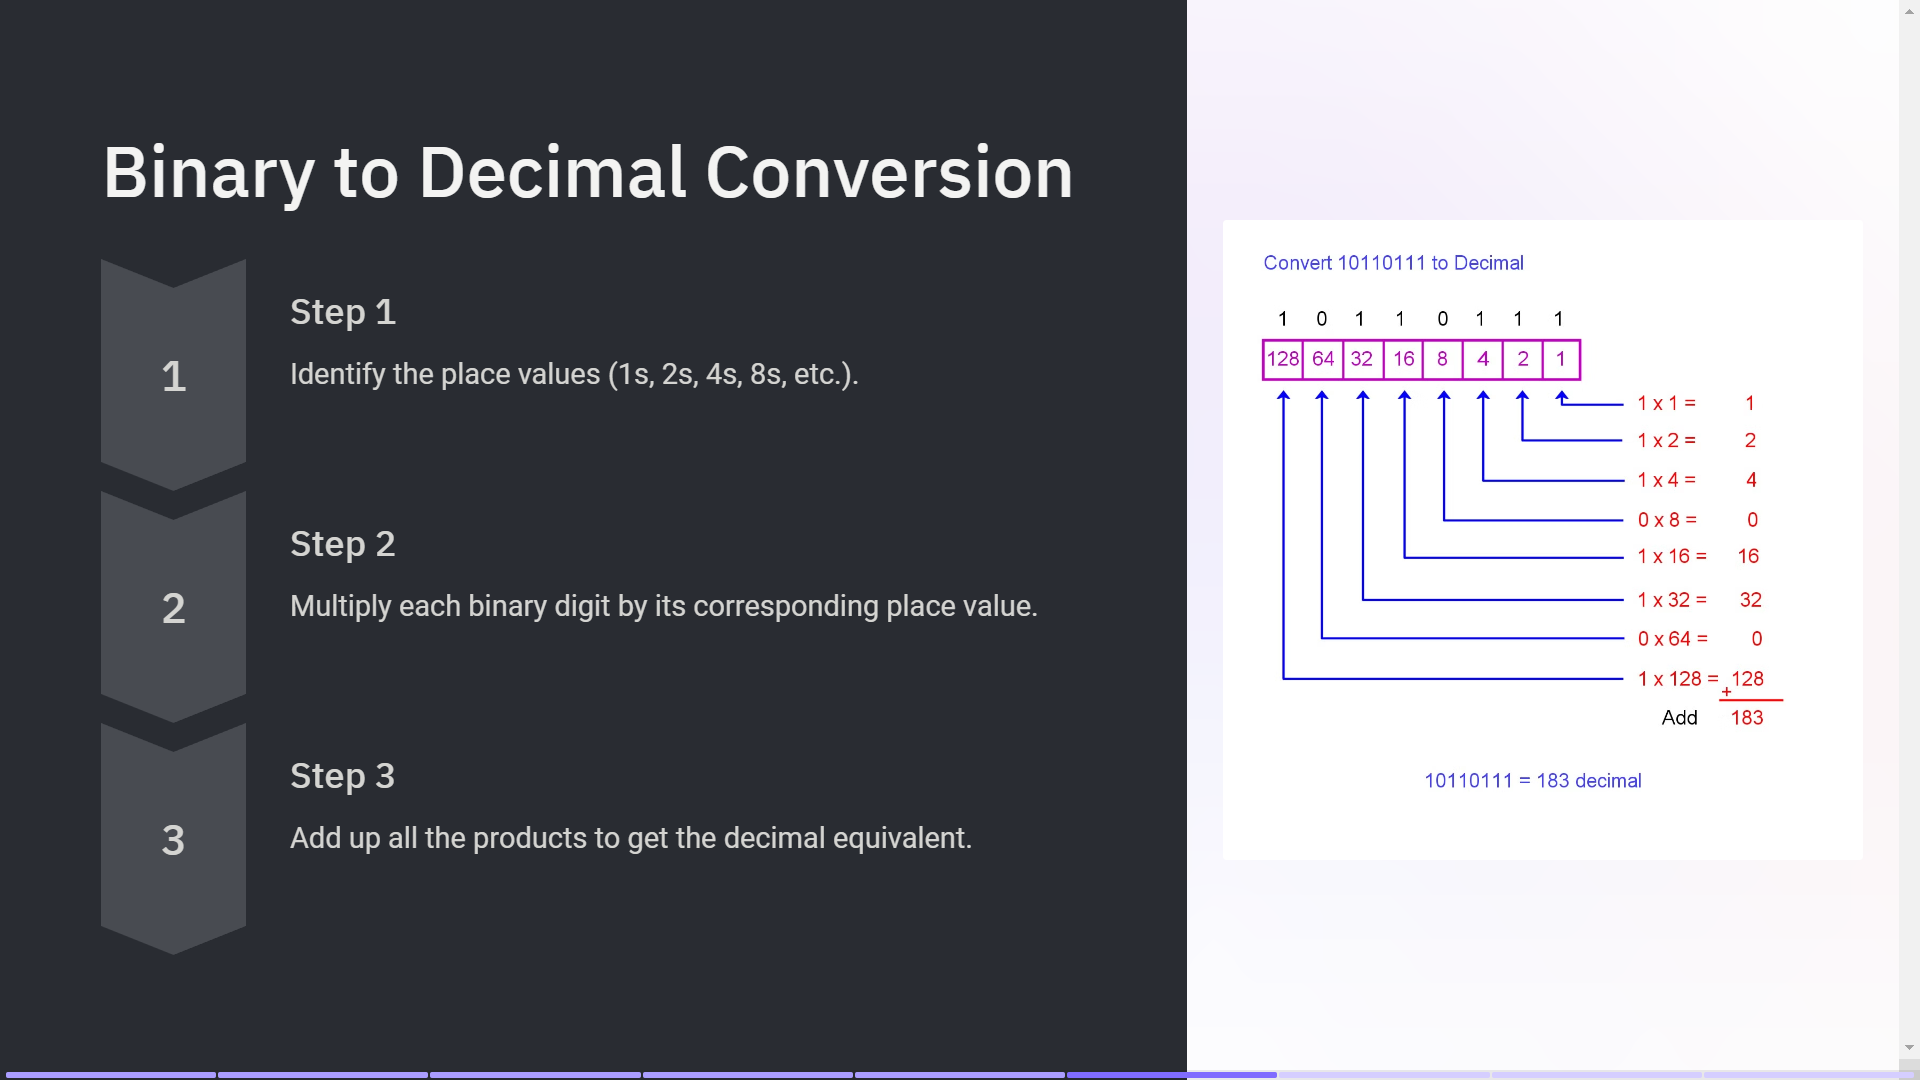 Binary to Decimal Conversion
1
Step 1
Identify the place values (1s, 2s, 4s, 8s, etc.).
2
Step 2
Multiply each binary digit by its corresponding place value.
3
Step 3
Add up all the products to get the decimal equivalent.
Convert 10110111 to Decimal
1 0 1 1 0 1 1 1
128 64 32 16 8 4 2 1
1 x 1 = 1
1 x 2 = 2
1 x 4 = 4
0 x 8 = 0
1 x 16 = 16
1 x 32 = 32
0 x 64 = 0
1 x 128 = 128
+
Add 183
10110111 = 183 decimal